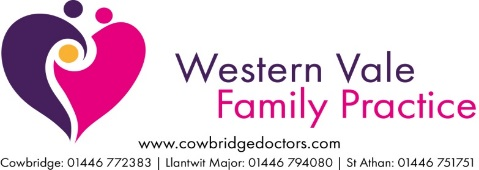 Western Vale
Family Practice
www.cowbridgedoctors.com
Cowbridge: 01446 772383 | Llantwit Major: 01446 794080 | St Athan: 01446 751751